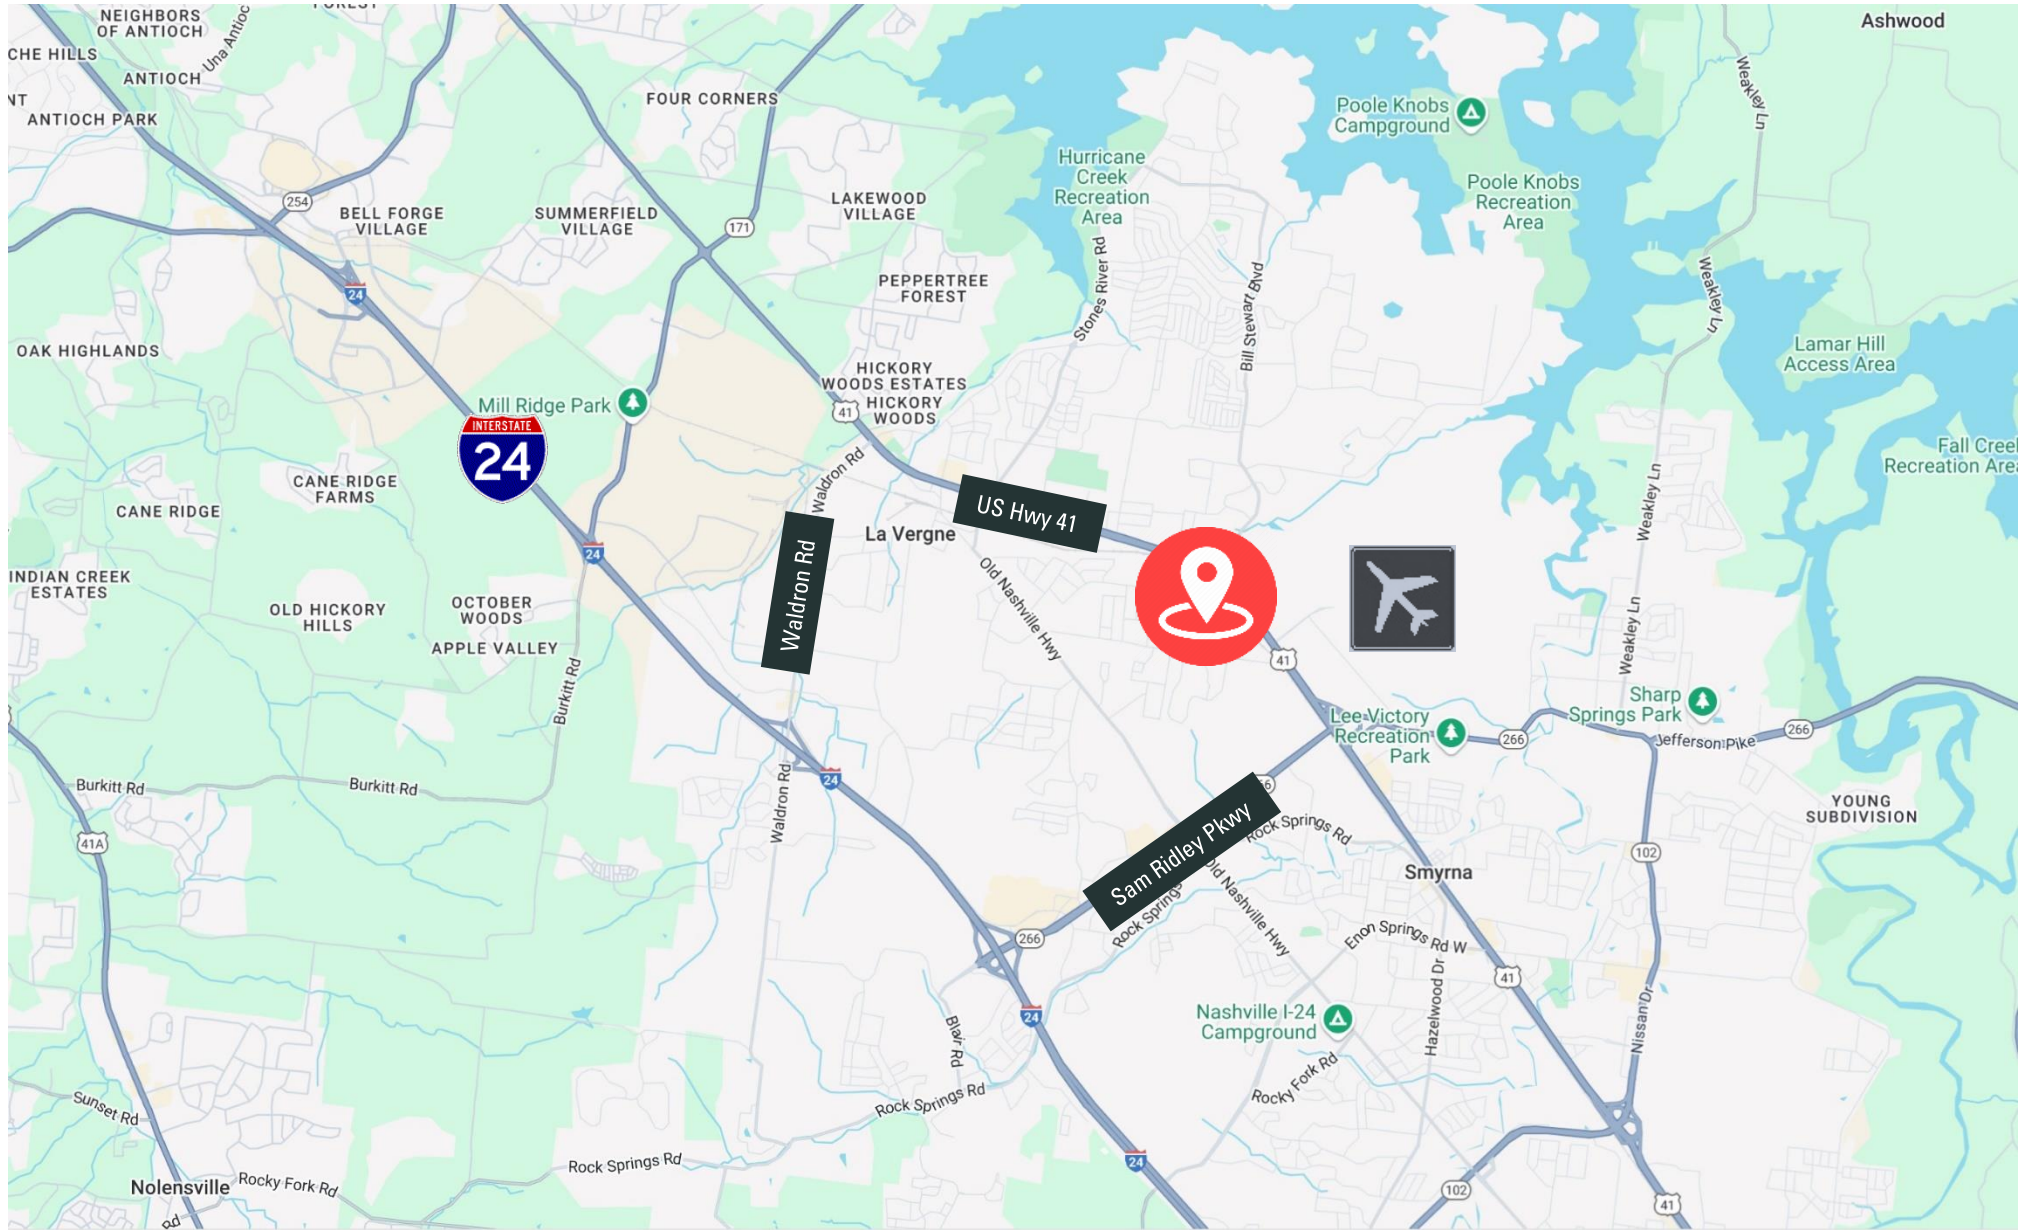 NEIGHBORS
OF ANTIOCH
Una Antioc
Ashwood
CHE HILLS
ANTIOCH
NT
ANTIOCH PARK
FOUR CORNERS
Weakley Ln
Poole Knobs
Campground
Hurricane
Creek
Recreation
Area
Poole Knobs
Recreation
Area
254
BELL FORGE
VILLAGE
SUMMERFIELD
VILLAGE
171
LAKEWOOD
VILLAGE
PEPPERTREE
FOREST
Stones River Rd
Bill Stewart Blvd
Weakley Ln
24
OAK HIGHLANDS
Lamar Hill
Access Area
HICKORY
WOODS ESTATES
HICKORY
WOODS
41
Mill Ridge Park
INTERSTATE
24
Waldron Rd
Fall Creek
Recreation Area
CANE RIDGE
FARMS
CANE RIDGE
US Hwy 41
La Vergne
Weakley Ln
24
INDIAN CREEK
ESTATES
OLD HICKORY
HILLS
OCTOBER
WOODS
APPLE VALLEY
Waldron Rd
Old Nashville Hwy
Weakley Ln
41
Burkitt Rd
Lee Victory
Recreation
Park
Sharp
Springs Park
266
Jefferson Pike
266
Burkitt Rd
Burkitt Rd
Waldron Rd
24
66
YOUNG
SUBDIVISION
41A
Sam Ridley Pkwy
Rock Springs Rd
Smyrna
102
Rock Springs
Old Nashville Hwy
266
Enon Springs Rd W
Hazelwood Dr
41
Nissan Dr
24
Nashville I-24
Campground
Blair Rd
Rocky Fork Rd
Sunset Rd
Rock Springs Rd
Rock Springs Rd
24
Nolensville
Rocky Fork Rd
Rd
102
41